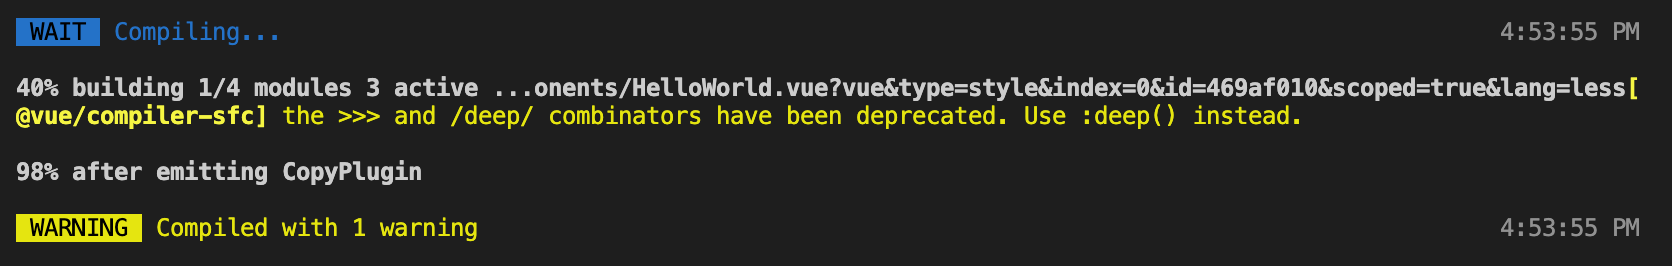 WAIT Compiling... 4:53:55 PM
40% building 1/4 modules 3 active ...onents/HelloWorld.vue?vue&type=style&index=0&id=469af010&scoped=true&lang=less[
@vue/compiler-sfc] the >>> and /deep/ combinators have been deprecated. Use :deep() instead.
98% after emitting CopyPlugin
WARNING Compiled with 1 warning 4:53:55 PM